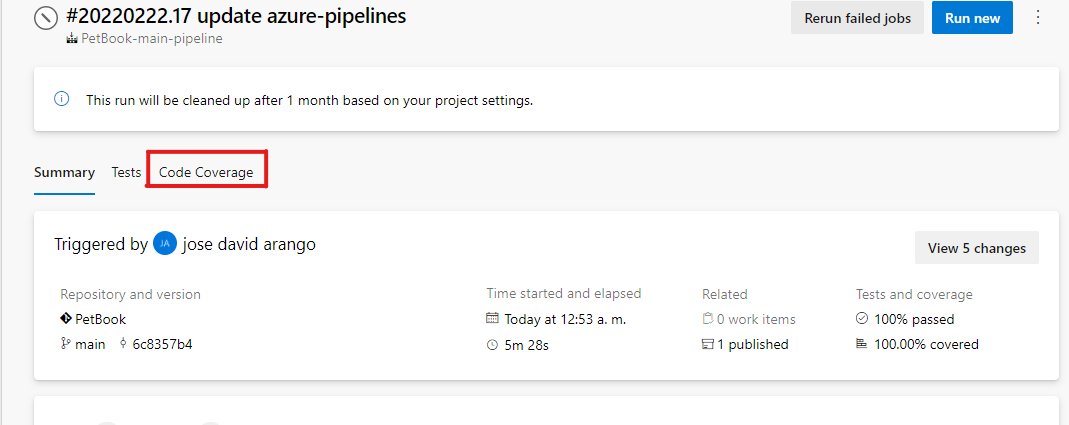 #20220222.17 update azure-pipelines
PetBook-main-pipeline
Rerun failed jobs
Run new
This run will be cleaned up after 1 month based on your project settings.
Summary Tests Code Coverage
Triggered by JA jose david arango
View 5 changes
Repository and version
PetBook
main 6c8357b4
Time started and elapsed
Today at 12:53 a. m.
5m 28s
Related
0 work items
1 published
Tests and coverage
100% passed
100.00% covered